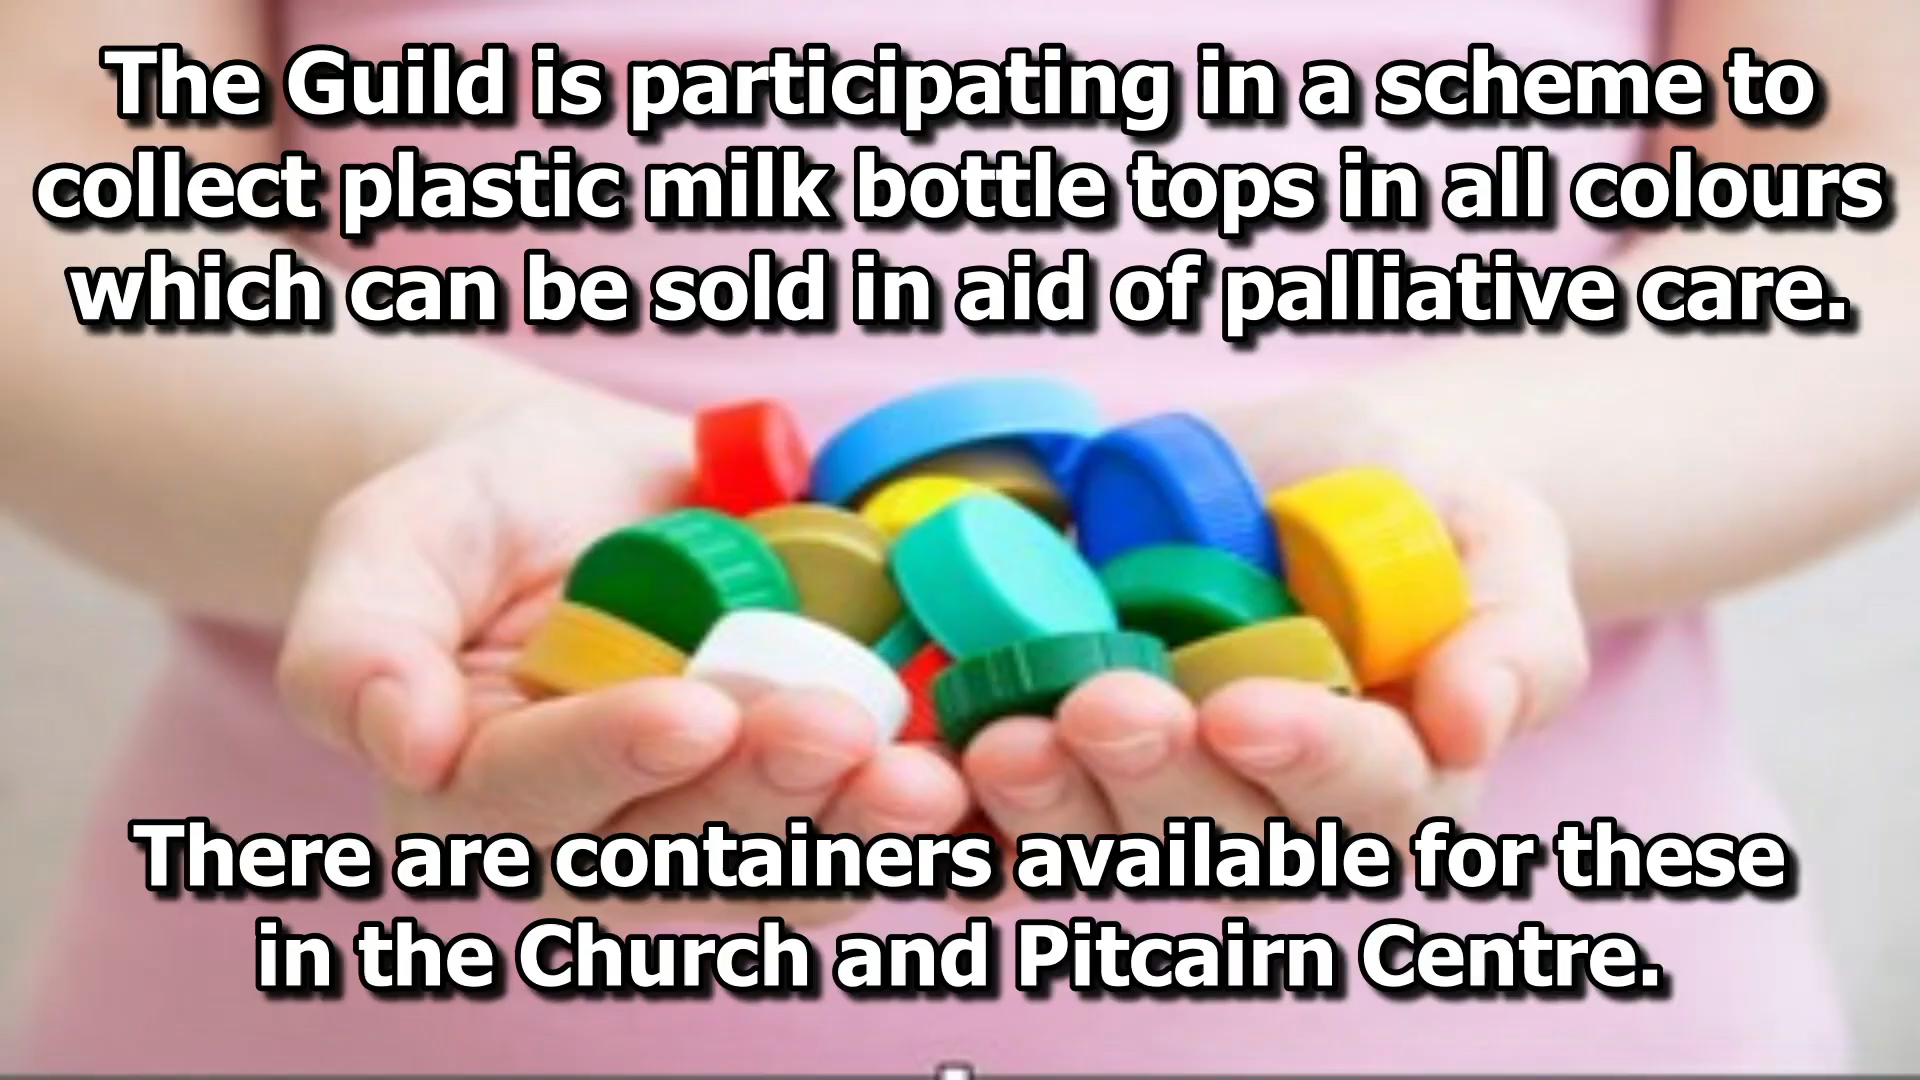 The Guild is participating in a scheme to
collect plastic milk bottle tops in all colours
which can be sold in aid of palliative care.
There are containers available for these
in the Church and Pitcairn Centre.